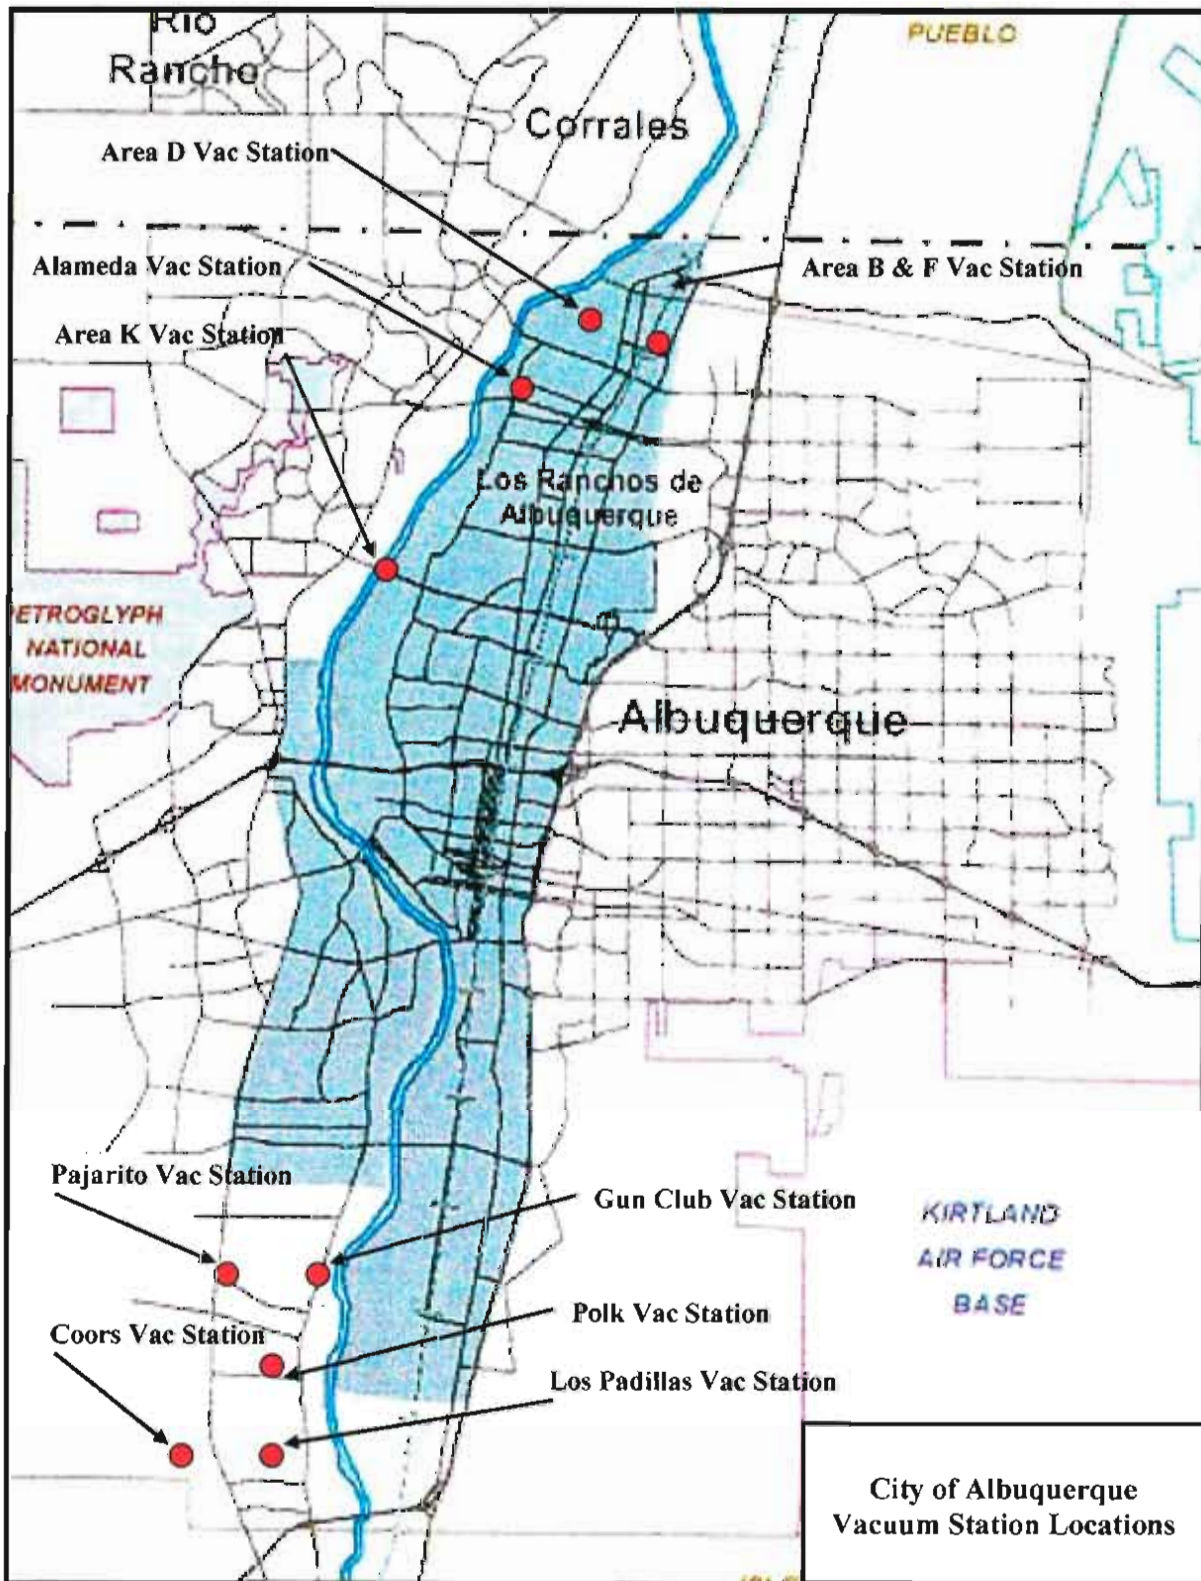 Rio
Rancho
PUEBLO
Corrales
Area D Vac Station
Alameda Vac Station
Area B & F Vac Station
Area K Vac Station
Los Ranchos de
Albuquerque
ETROGLYPH
NATIONAL
MONUMENT
Albuquerque
Pajarito Vac Station
Gun Club Vac Station
KIRTLAND
AIR FORCE
BASE
Polk Vac Station
Coors Vac Station
Los Padillas Vac Station
City of Albuquerque
Vacuum Station Locations